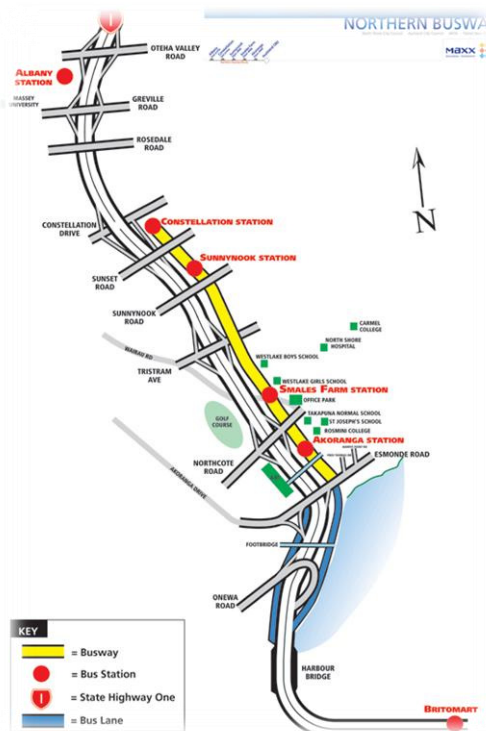 NORTHERN BUSWA
MAXX
1
OTEHA VALLEY
ROAD
ALBANY
STATION
MASSEY
UNIVERSITY
GREVILLE
ROAD
ROSEDALE
ROAD
N
CONSTELLATION STATION
CONSTELLATION
DRIVE
SUNNYNOOK STATION
SUNSET
ROAD
SUNNYNOOK
ROAD
CARMEL
COLLEGE
NORTH SHORE
HOSPITAL
WAIRAU RD
TRISTRAM
AVE
WESTLAKE BOYS SCHOOL
WESTLAKE GIRLS SCHOOL
SMALES FARM STATION
OFFICE PARK
GOLF
COURSE
TAKAPUNA NORMAL SCHOOL
ST JOSEPH'S SCHOOL
ROSMINI COLLEGE
AKORANGA STATION
NORTHCOTE
ROAD
ESMONDE ROAD
AKORANGA DRIVE
FOOTBRIDGE
ONEWA
ROAD
HARBOUR
BRIDGE
BRITOMART
KEY
= Busway
= Bus Station
1
= State Highway One
= Bus Lane